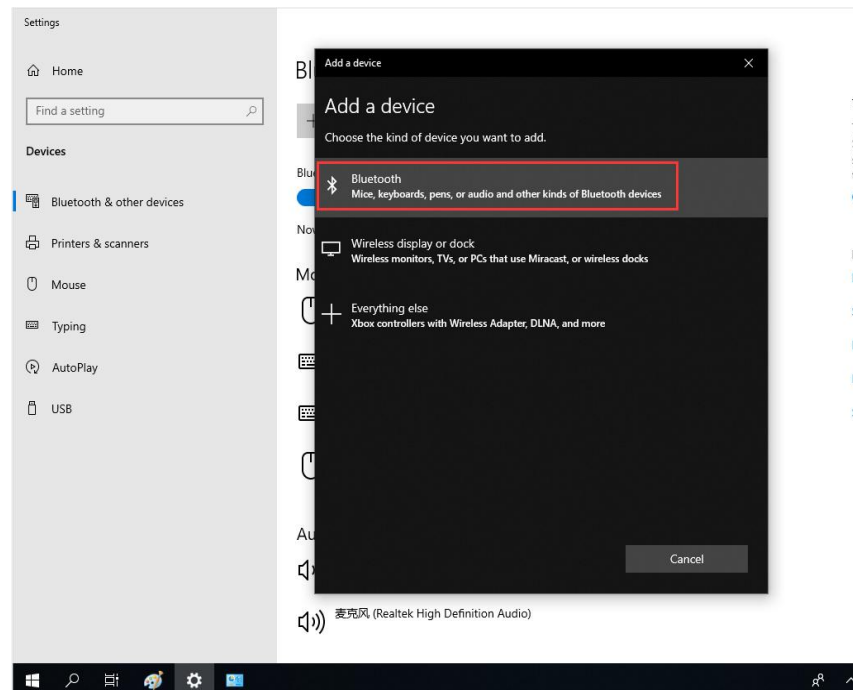 Settings
Home
Find a setting
Devices
Bluetooth & other devices
Printers & scanners
Mouse
Typing
AutoPlay
USB
Add a device
Add a device
Choose the kind of device you want to add.
Bluetooth
Mice, keyboards, pens, or audio and other kinds of Bluetooth devices
Wireless display or dock
Wireless monitors, TVs, or PCs that use Miracast, or wireless docks
Everything else
Xbox controllers with Wireless Adapter, DLNA, and more
Cancel
麦克风 (Realtek High Definition Audio)